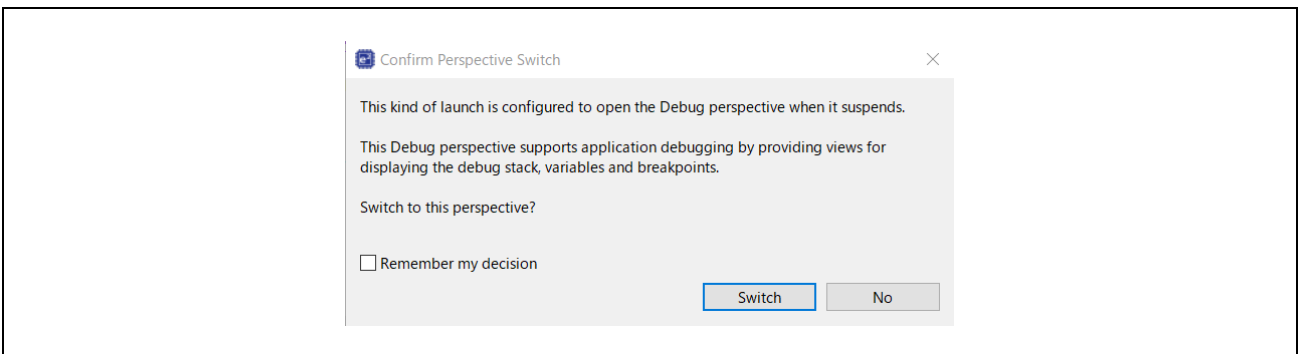 Confirm Perspective Switch
This kind of launch is configured to open the Debug perspective when it suspends.
This Debug perspective supports application debugging by providing views for
displaying the debug stack, variables and breakpoints.
Switch to this perspective?
Remember my decision
Switch No